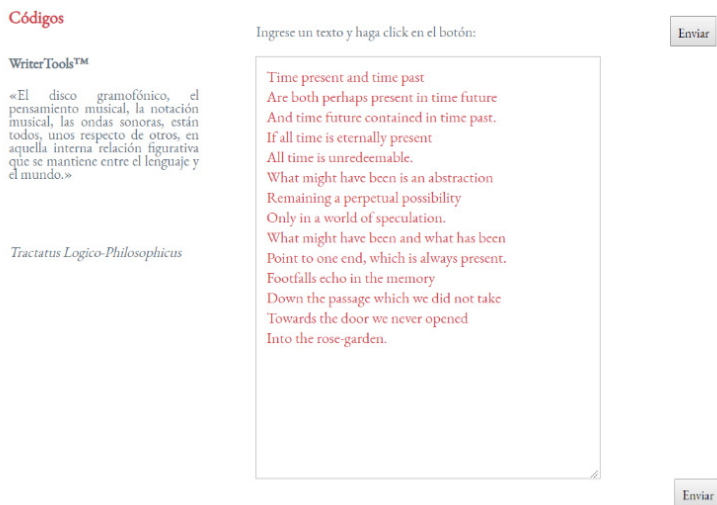 Códigos
WriterTools™
«El disco gramofónico, el
pensamiento musical, la notación
musical, las ondas sonoras, están
todos, unos respecto de otros, en
aquella interna relación figurativa
que se mantiene entre el lenguaje y
el mundo.»
Tractatus Logico-Philosophicus
Ingrese un texto y haga click en el botón:
Time present and time past
Are both perhaps present in time future
And time future contained in time past.
If all time is eternally present
All time is unredeemable.
What might have been is an abstraction
Remaining a perpetual possibility
Only in a world of speculation.
What might have been and what has been
Point to one end, which is always present.
Footfalls echo in the memory
Down the passage which we did not take
Towards the door we never opened
Into the rose-garden.
Enviar
Enviar